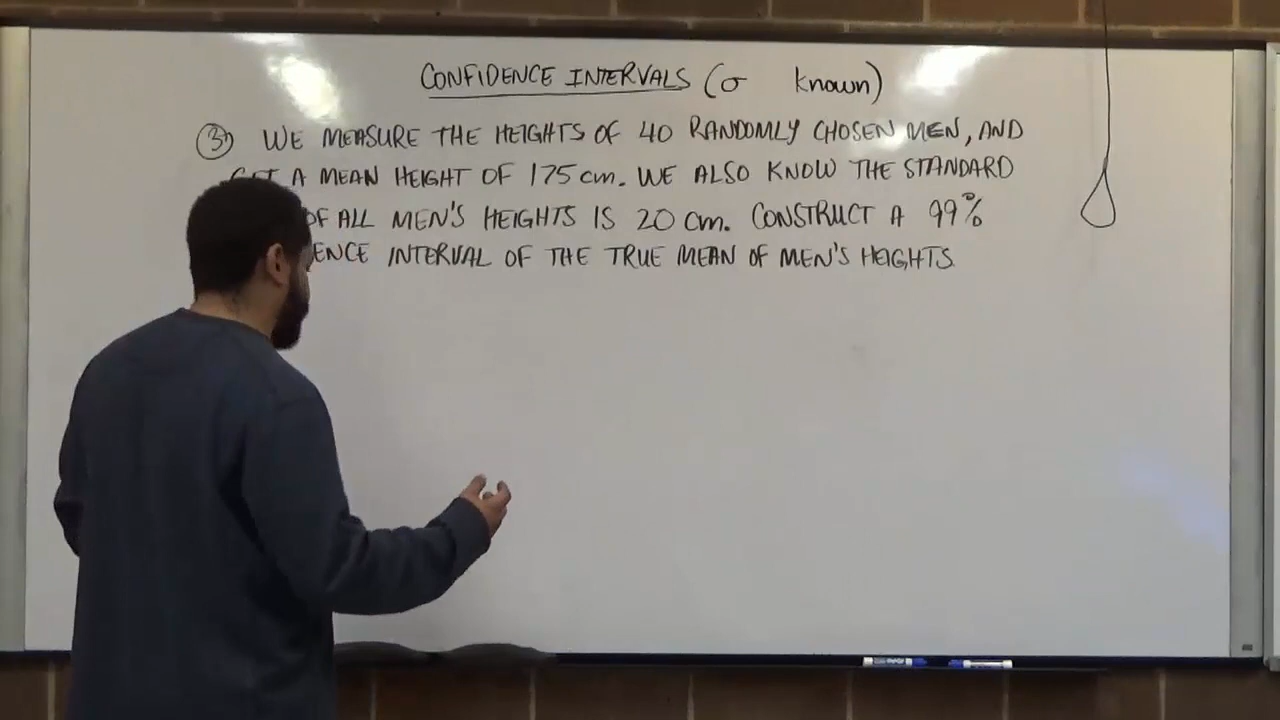 CONFIDENCE INTERVALS (σ known)
③ WE MEASURE THE HEIGHTS OF 40 RANDOMLY CHOSEN MEN, AND
A MEAN HEIGHT OF 175 cm. WE ALSO KNOW THE STANDARD
OF ALL MEN'S HEIGHTS IS 20 cm. CONSTRUCT A 99%
ENCE INTERVAL OF THE TRUE MEAN OF MEN'S HEIGHTS.